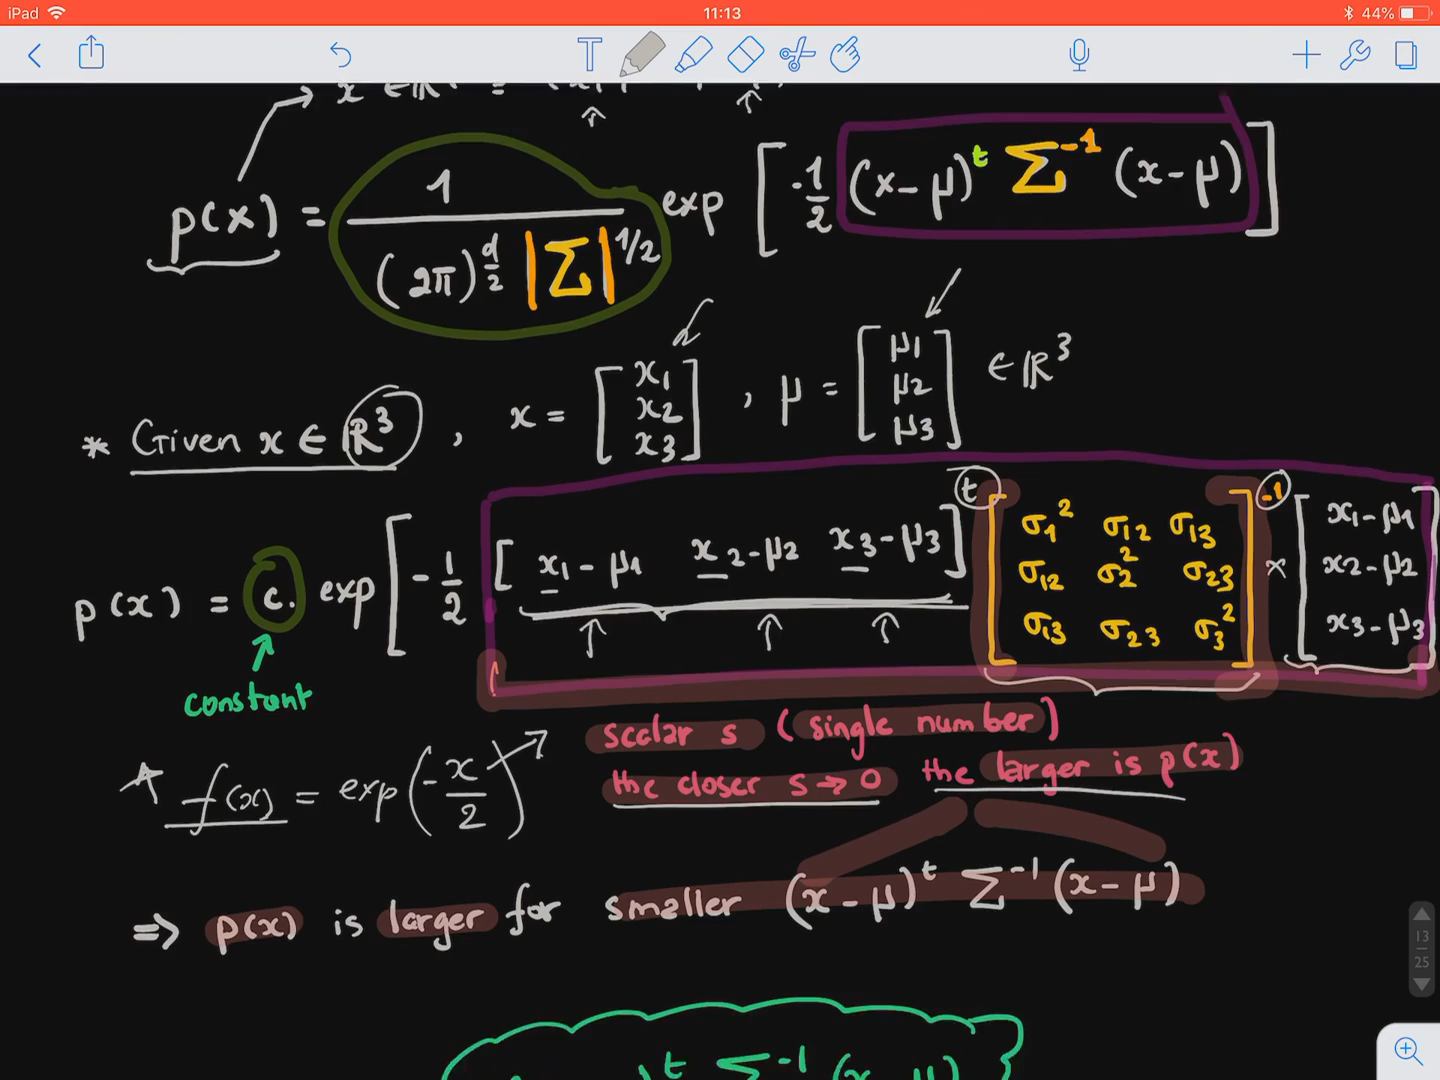 iPad 11:13 44%
T
x ∈ ℝ =
p(x) = 1 / (2π)^{d/2} |Σ|^{1/2} exp [ -1/2 (x-μ)^t Σ^{-1} (x-μ) ]
* Given x ∈ ℝ^3 , x = [ x1 x2 x3 ] , μ = [ μ1 μ2 μ3 ] ∈ ℝ^3
p(x) = c. exp [ -1/2 [ x1-μ1 x2-μ2 x3-μ3 ]^t [ σ1^2 σ12 σ13 σ12 σ2^2 σ23 σ13 σ23 σ3^2 ]^{-1} × [ x1-μ1 x2-μ2 x3-μ3 ]
constant
scalar s (single number)
the closer s → 0 the larger is p(x)
f(x) = exp(-x/2)
⇒ p(x) is larger for smaller (x-μ)^t Σ^{-1} (x-μ)
13
25
t Σ^{-1} (x-μ)